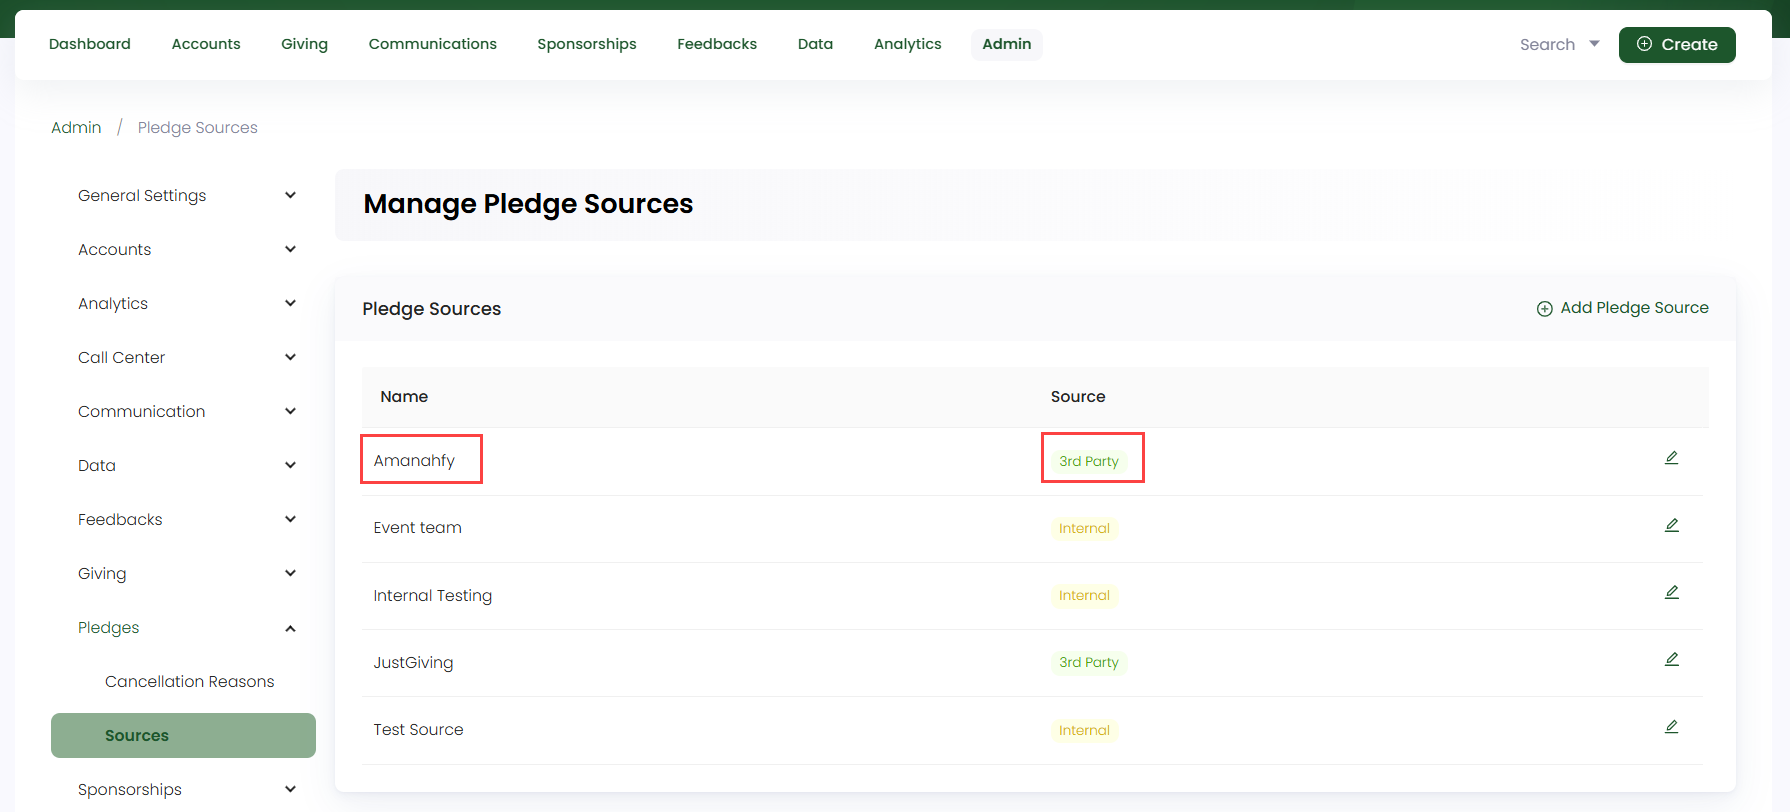 Dashboard Accounts Giving Communications Sponsorships Feedbacks Data Analytics Admin Search Create
Admin / Pledge Sources
General Settings
Accounts
Analytics
Call Center
Communication
Data
Feedbacks
Giving
Pledges
Cancellation Reasons
Sources
Sponsorships
Manage Pledge Sources
Pledge Sources Add Pledge Source
Name Source
Amanahfy 3rd Party
Event team Internal
Internal Testing Internal
JustGiving 3rd Party
Test Source Internal